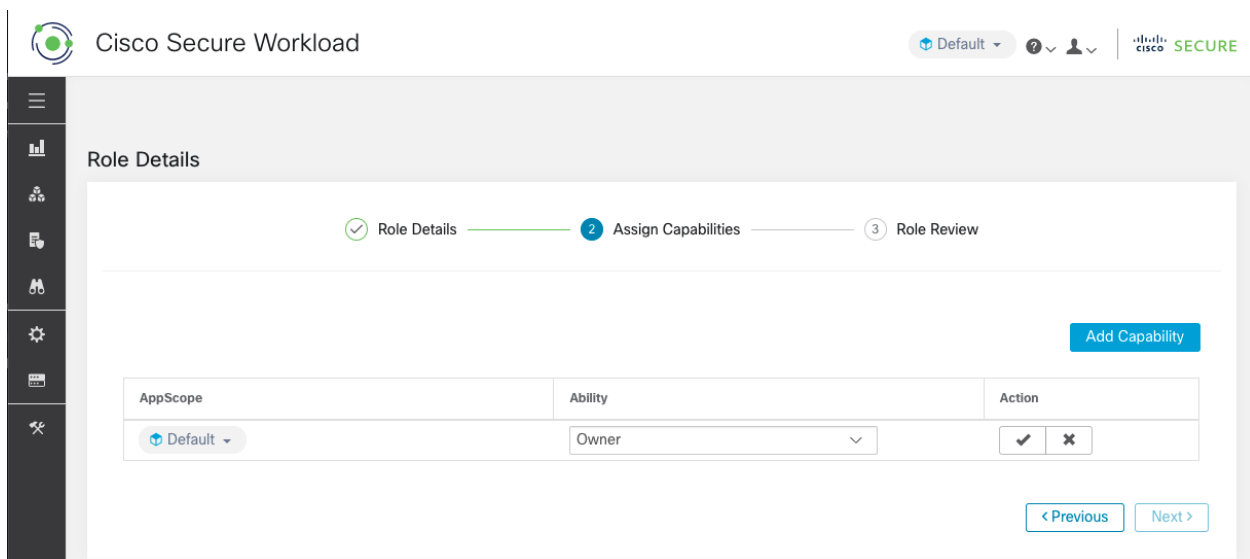 Cisco Secure Workload
Default
cisco SECURE
Role Details
Role Details
2 Assign Capabilities
3 Role Review
Add Capability
AppScope Ability Action
Default Owner
< Previous Next >